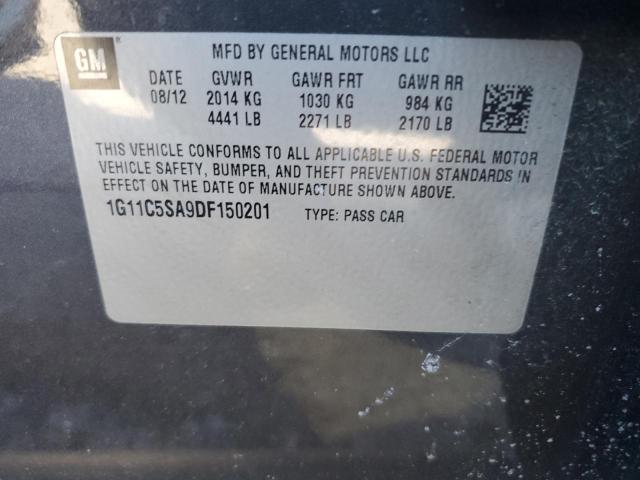 GM
MFD BY GENERAL MOTORS LLC
DATE GVWR GAWR FRT GAWR RR
08/12 2014 KG 1030 KG 984 KG
4441 LB 2271 LB 2170 LB
THIS VEHICLE CONFORMS TO ALL APPLICABLE U.S. FEDERAL MOTOR
VEHICLE SAFETY, BUMPER, AND THEFT PREVENTION STANDARDS IN
EFFECT ON THE DATE OF MANUFACTURE SHOWN ABOVE.
1G11C5SA9DF150201 TYPE: PASS CAR